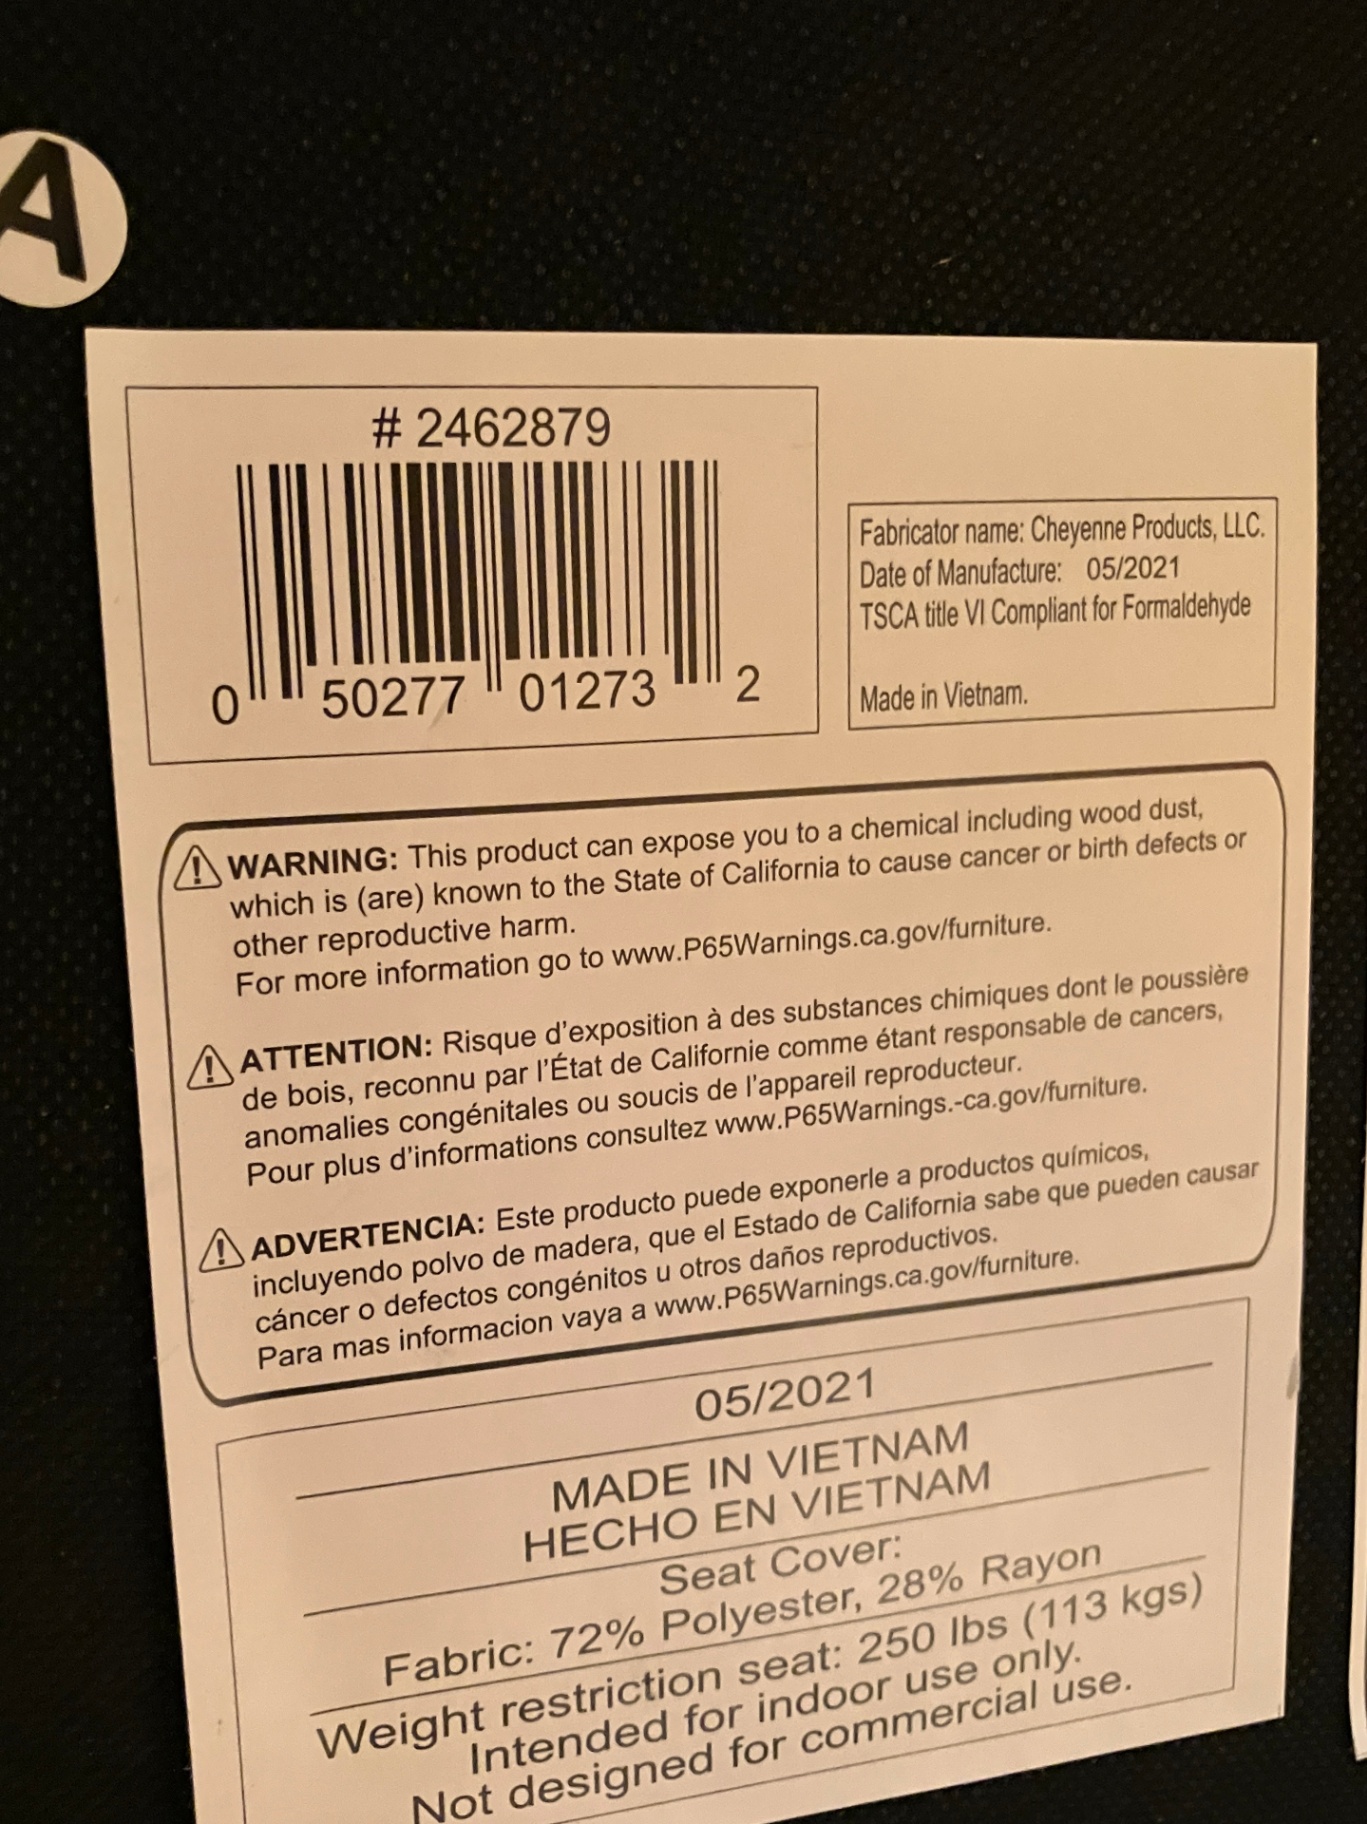 A
# 2462879
0 50277 01273 2
Fabricator name: Cheyenne Products, LLC.
Date of Manufacture: 05/2021
TSCA title VI Compliant for Formaldehyde
Made in Vietnam.
WARNING: This product can expose you to a chemical including wood dust,
which is (are) known to the State of California to cause cancer or birth defects or
other reproductive harm.
For more information go to www.P65Warnings.ca.gov/furniture.
ATTENTION: Risque d'exposition à des substances chimiques dont le poussière
de bois, reconnu par l'État de Californie comme étant responsable de cancers,
anomalies congénitales ou soucis de l'appareil reproducteur.
Pour plus d'informations consultez www.P65Warnings.-ca.gov/furniture.
ADVERTENCIA: Este producto puede exponerle a productos químicos,
incluyendo polvo de madera, que el Estado de California sabe que pueden causar
cáncer o defectos congénitos u otros daños reproductivos.
Para mas informacion vaya a www.P65Warnings.ca.gov/furniture.
05/2021
MADE IN VIETNAM
HECHO EN VIETNAM
Seat Cover:
Fabric: 72% Polyester, 28% Rayon
Weight restriction seat: 250 lbs (113 kgs)
Intended for indoor use only.
Not designed for commercial use.